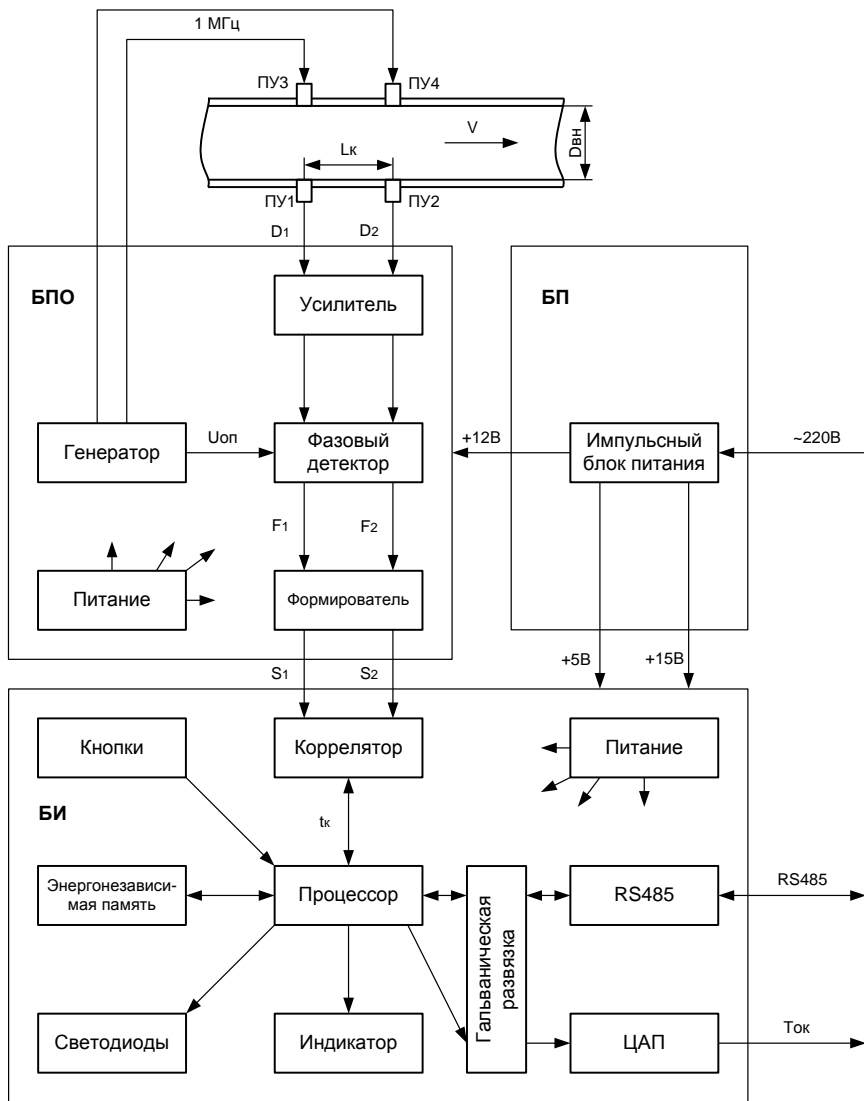 1 МГц
ПУ3
ПУ4
V
Dвн
Lк
ПУ1
ПУ2
D1
D2
БПО
БП
Усилитель
Генератор
Uоп
Фазовый
детектор
+12В
Импульсный
блок питания
~220В
F1
F2
Питание
Формирователь
S1
S2
+5В
+15В
Кнопки
Коррелятор
Питание
БИ
tк
Энергонезависи-
мая память
Процессор
Гальваническая
развязка
RS485
RS485
Светодиоды
Индикатор
ЦАП
Ток